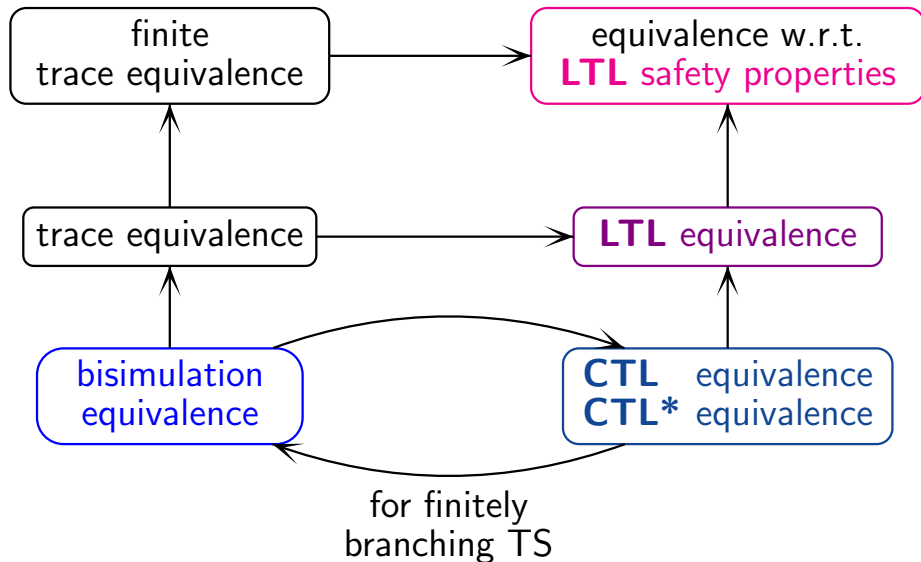 finite
trace equivalence
equivalence w.r.t.
LTL safety properties
trace equivalence
LTL equivalence
bisimulation
equivalence
CTL equivalence
CTL* equivalence
for finitely
branching TS